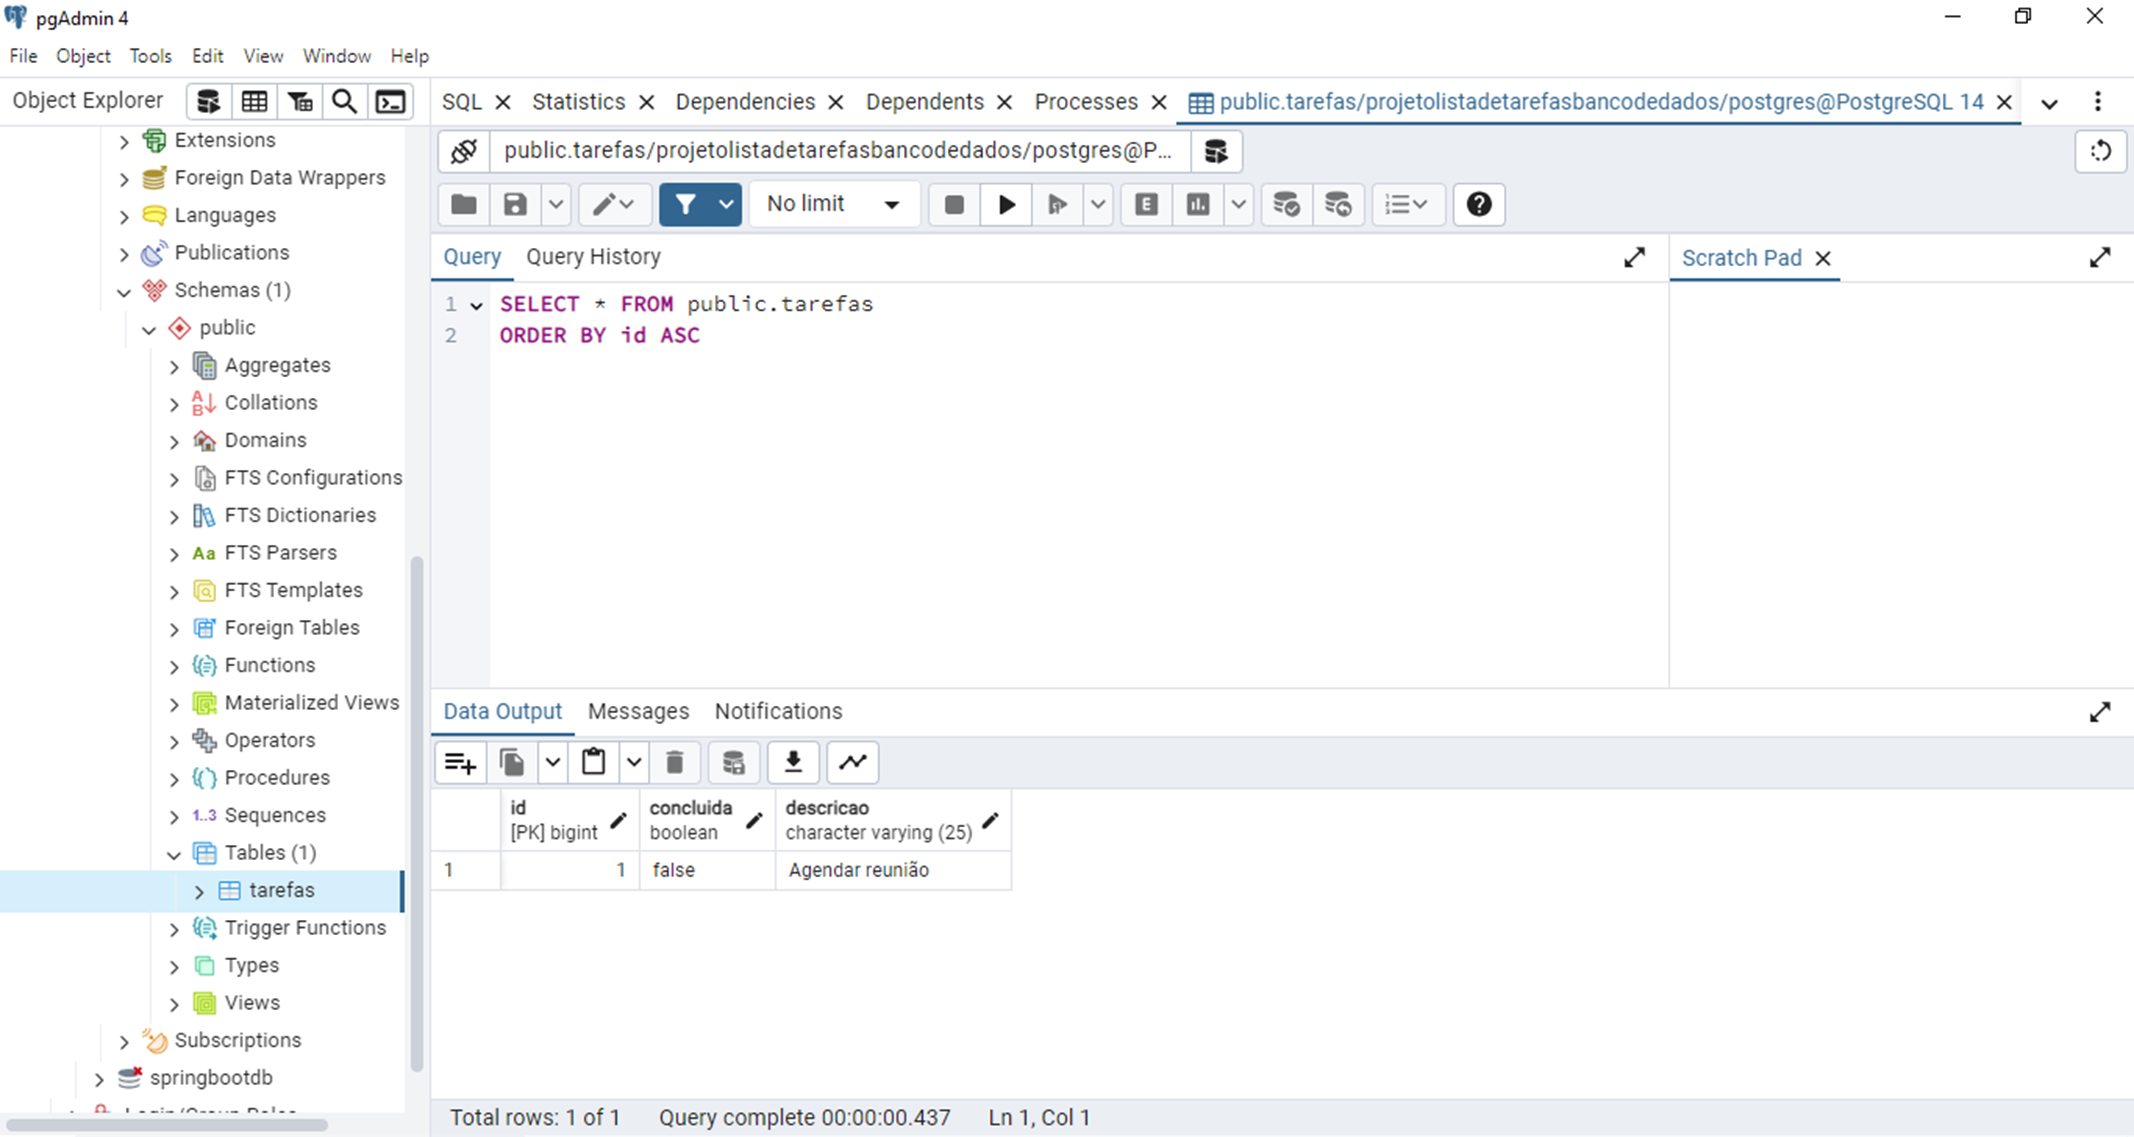 pgAdmin 4
File Object Tools Edit View Window Help
Object Explorer
SQL Statistics Dependencies Dependents Processes public.tarefas/projetolistadetarefasbancodedados/postgres@PostgreSQL 14
Extensions
Foreign Data Wrappers
Languages
Publications
Schemas (1)
public
Aggregates
Collations
Domains
FTS Configurations
FTS Dictionaries
Aa FTS Parsers
FTS Templates
Foreign Tables
Functions
Materialized Views
Operators
Procedures
1..3 Sequences
Tables (1)
tarefas
Trigger Functions
Types
Views
Subscriptions
springbootdb
public.tarefas/projetolistadetarefasbancodedados/postgres@P...
No limit
E
Query Query History
Scratch Pad
1 SELECT * FROM public.tarefas
2 ORDER BY id ASC
Data Output Messages Notifications
id concluida descricao
[PK] bigint boolean character varying (25)
1 1 false Agendar reunião
Total rows: 1 of 1 Query complete 00:00:00.437 Ln 1, Col 1